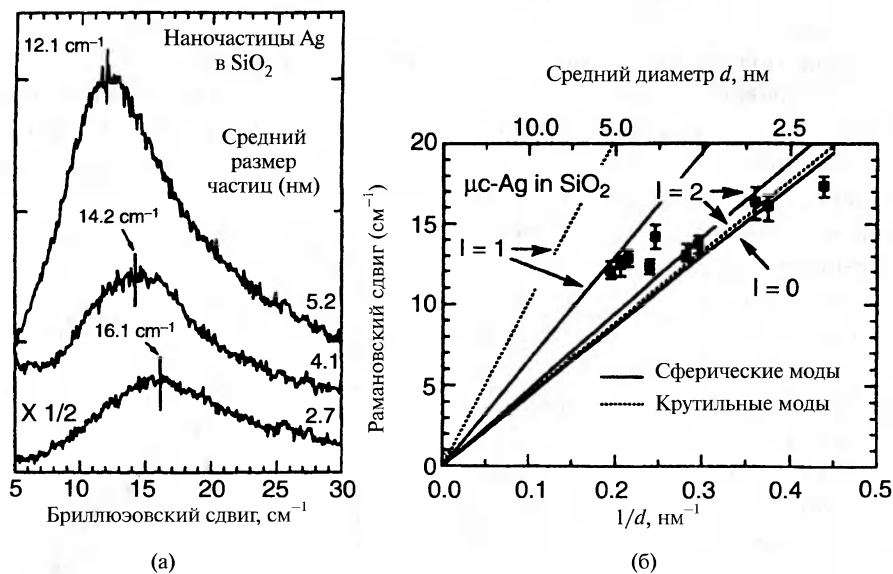 12.1 cm⁻¹
Наночастицы Ag
в SiO₂
Средний
размер
частиц (нм)
14.2 cm⁻¹
5.2
16.1 cm⁻¹
4.1
X 1/2
2.7
5 10 15 20 25 30
Бриллюэовский сдвиг, см⁻¹
(а)
Средний диаметр d, нм
10.0 5.0 2.5
20
15
10
5
0
Рамановский сдвиг (см⁻¹)
μc-Ag in SiO₂
l = 2
l = 1
l = 0
Сферические моды
Крутильные моды
0.0 0.1 0.2 0.3 0.4 0.5
1/d, нм⁻¹
(б)